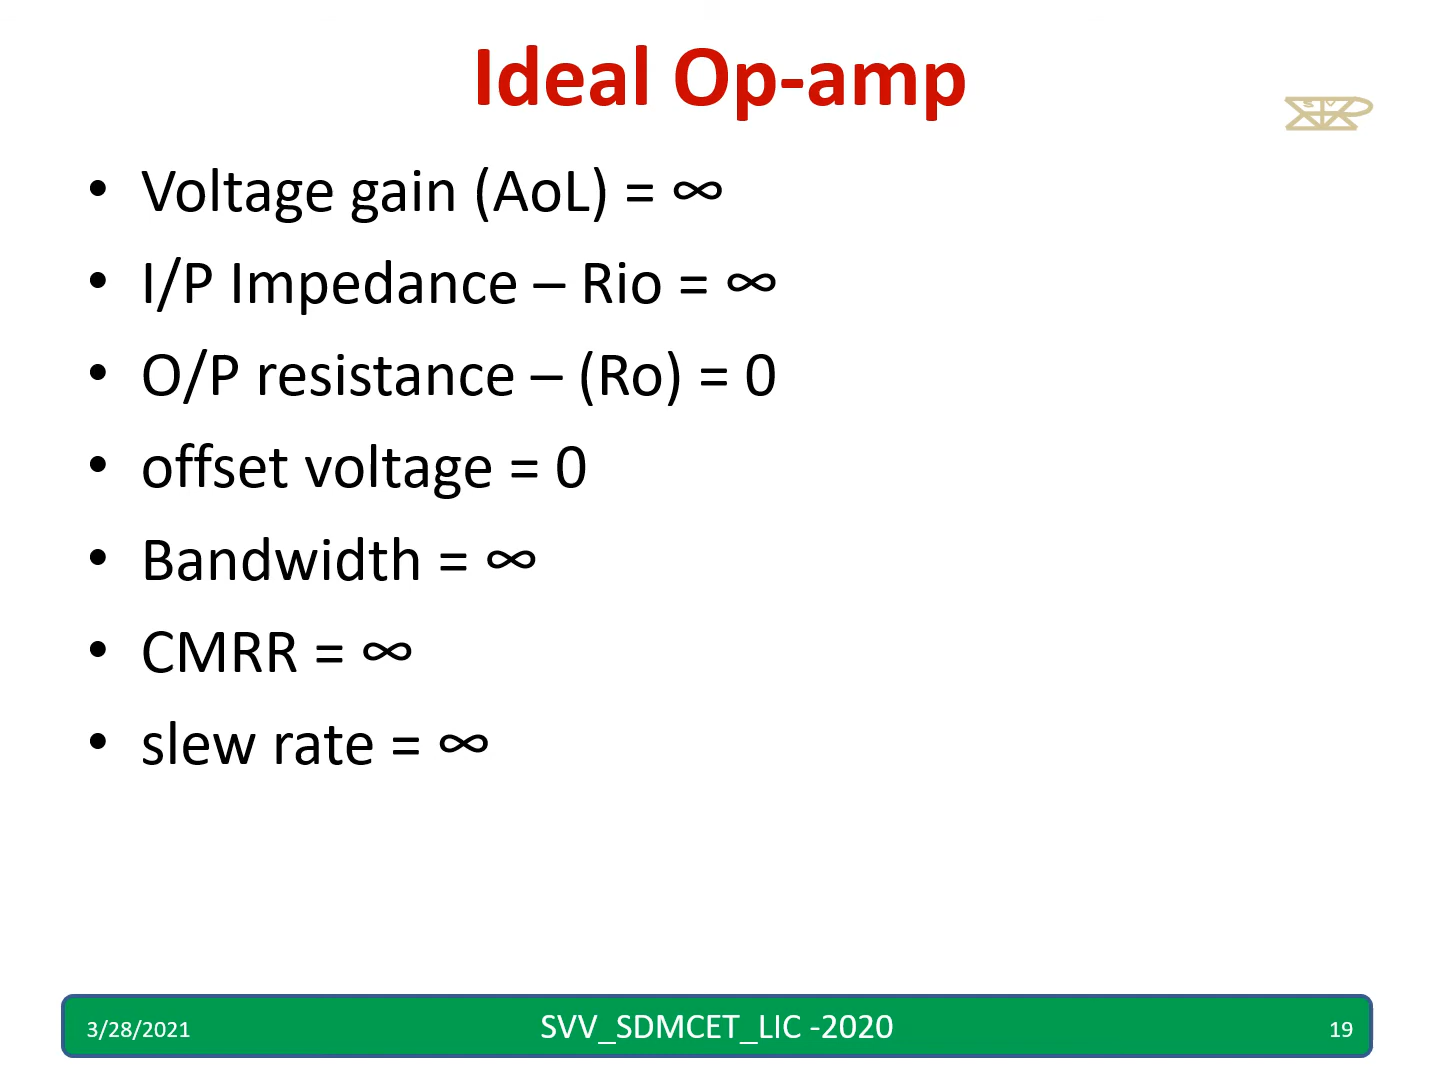 Ideal Op-amp
• Voltage gain (AoL) = ∞
• I/P Impedance – Rio = ∞
• O/P resistance – (Ro) = 0
• offset voltage = 0
• Bandwidth = ∞
• CMRR = ∞
• slew rate = ∞
3/28/2021
SVV_SDMCET_LIC -2020
19